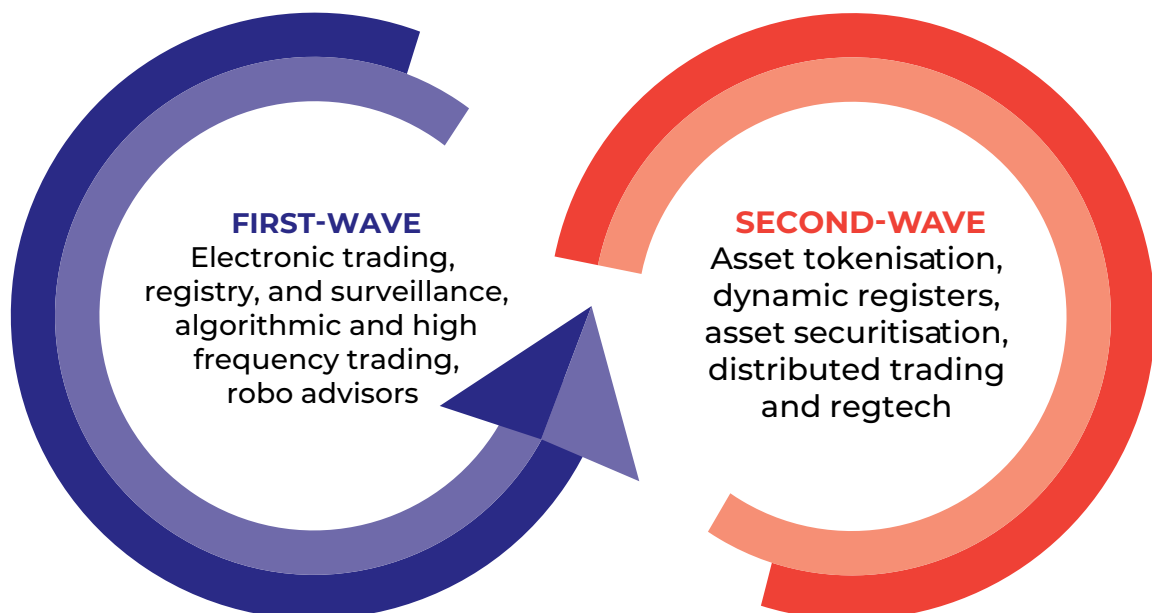 FIRST-WAVE
Electronic trading,
registry, and surveillance,
algorithmic and high
frequency trading,
robo advisors
SECOND-WAVE
Asset tokenisation,
dynamic registers,
asset securitisation,
distributed trading
and regtech